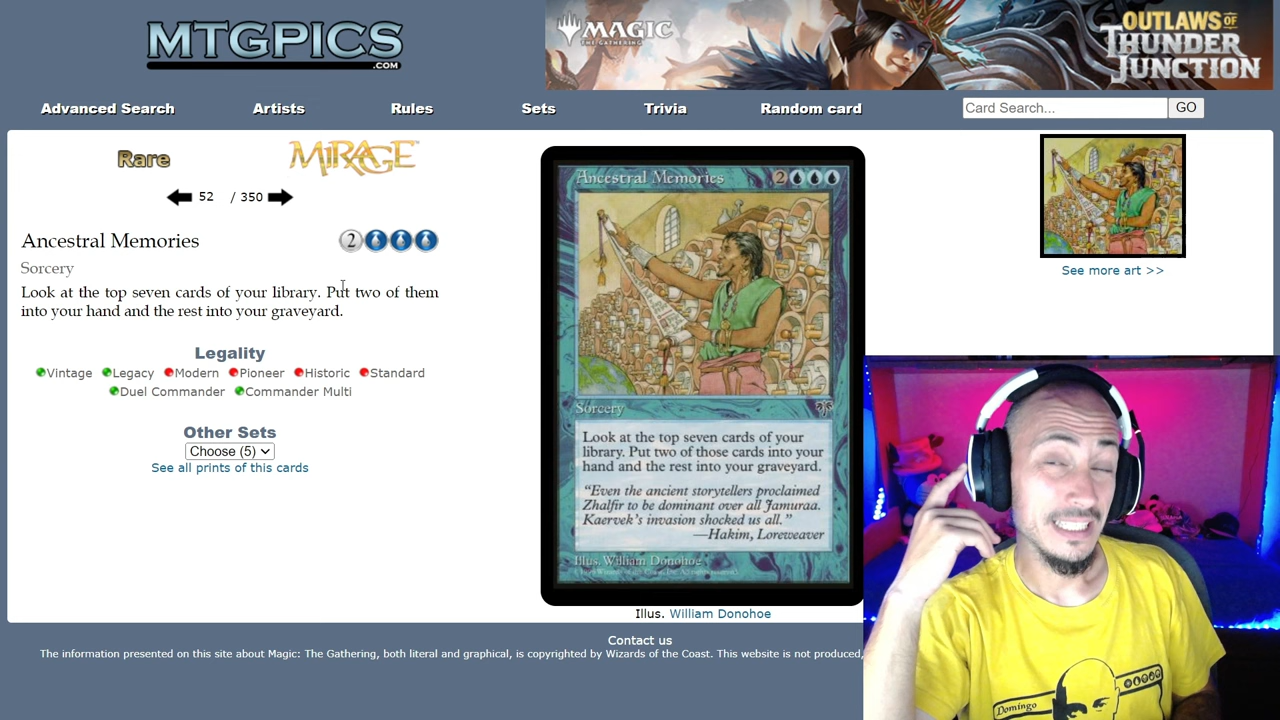 MTGPICS
.COM
MAGIC
THE GATHERING
OUTLAWS OF
THUNDER
JUNCTION
Advanced Search
Artists
Rules
Sets
Trivia
Random card
Card Search...
GO
Rare
MIRAGE
52 / 350
Ancestral Memories
2
Sorcery
Look at the top seven cards of your library. Put two of them
into your hand and the rest into your graveyard.
Legality
Vintage Legacy Modern Pioneer Historic Standard
Duel Commander Commander Multi
Other Sets
Choose (5)
See all prints of this cards
Ancestral Memories
2
Sorcery
Look at the top seven cards of your
library. Put two of those cards into your
hand and the rest into your graveyard.
“Even the ancient storytellers proclaimed
Zhalfir to be dominant over all Jamuraa.
Kaervek's invasion shocked us all.”
—Hakim, Loreweaver
Illus. William Donohoe
Illus. William Donohoe
See more art >>
Contact us
The information presented on this site about Magic: The Gathering, both literal and graphical, is copyrighted by Wizards of the Coast. This website is not produced,
Domingo